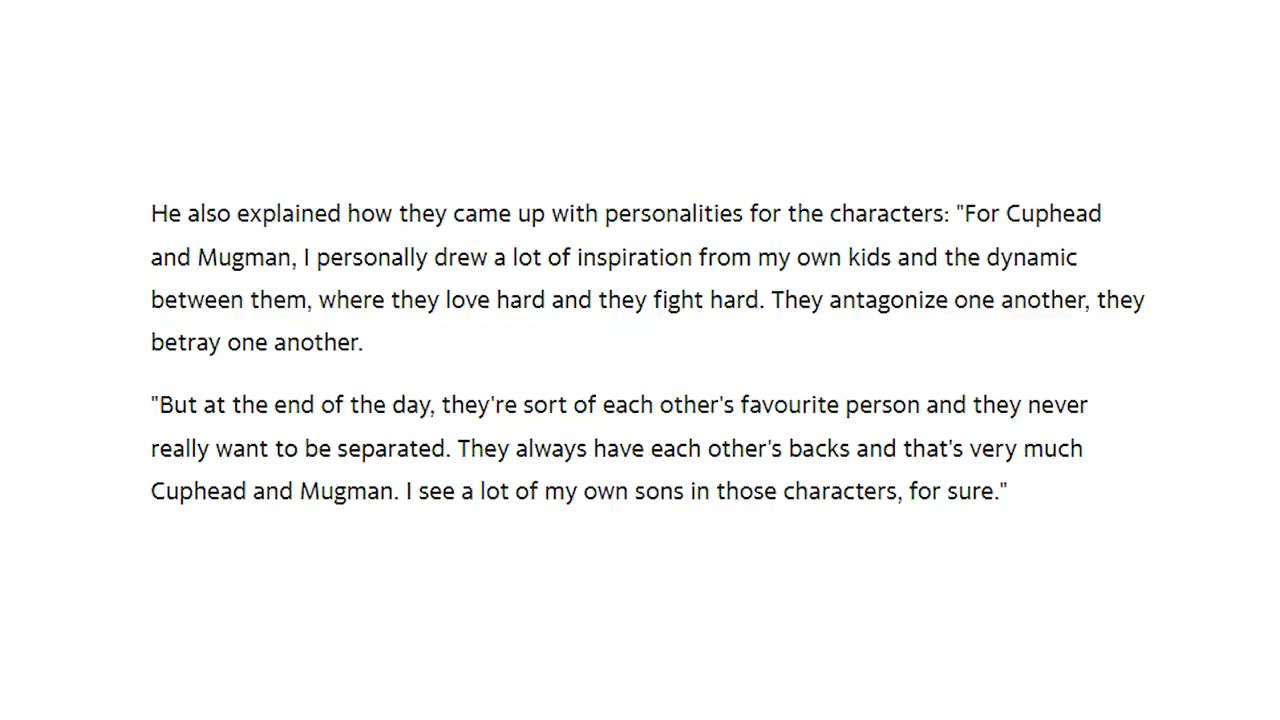 He also explained how they came up with personalities for the characters: "For Cuphead
and Mugman, I personally drew a lot of inspiration from my own kids and the dynamic
between them, where they love hard and they fight hard. They antagonize one another, they
betray one another.
"But at the end of the day, they're sort of each other's favourite person and they never
really want to be separated. They always have each other's backs and that's very much
Cuphead and Mugman. I see a lot of my own sons in those characters, for sure."